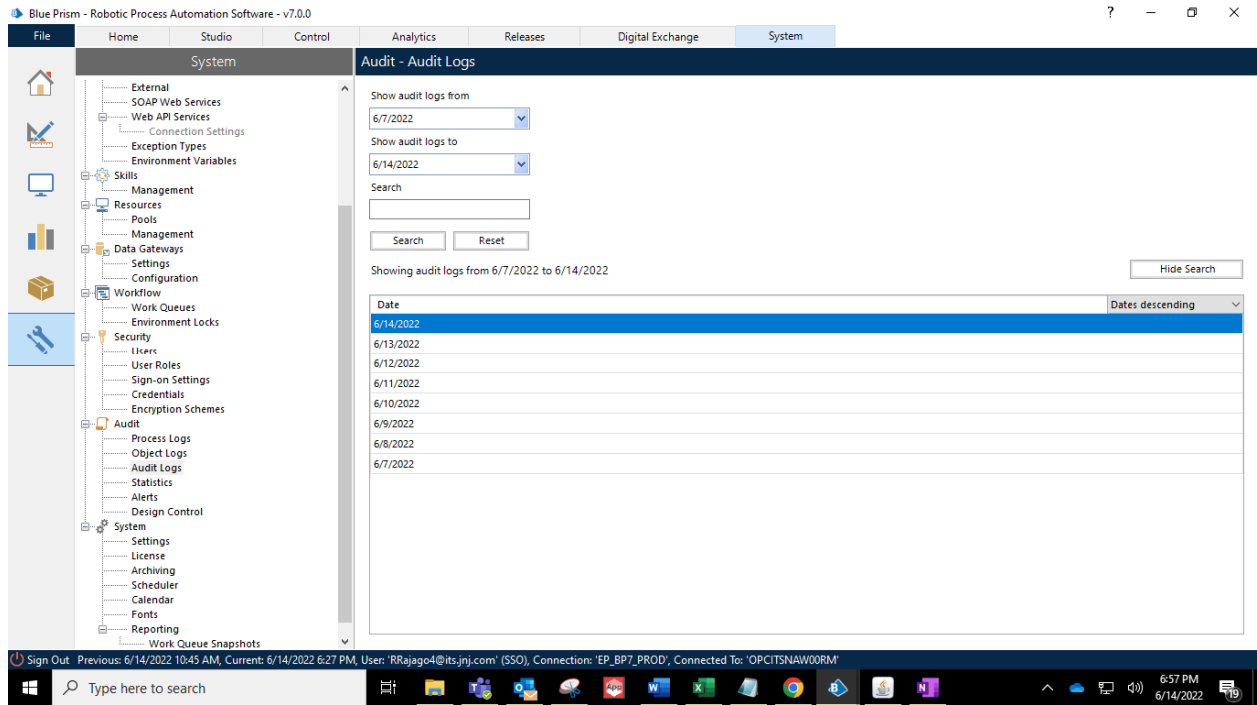 Blue Prism - Robotic Process Automation Software - v7.0.0
?
File Home Studio Control Analytics Releases Digital Exchange System
System
Audit - Audit Logs
External
SOAP Web Services
Web API Services
Connection Settings
Exception Types
Environment Variables
Skills
Management
Resources
Pools
Management
Data Gateways
Settings
Configuration
Workflow
Work Queues
Environment Locks
Security
Users
User Roles
Sign-on Settings
Credentials
Encryption Schemes
Audit
Process Logs
Object Logs
Audit Logs
Statistics
Alerts
Design Control
System
Settings
License
Archiving
Scheduler
Calendar
Fonts
Reporting
Work Queue Snapshots
Show audit logs from
6/7/2022
Show audit logs to
6/14/2022
Search
Search Reset
Showing audit logs from 6/7/2022 to 6/14/2022
Hide Search
Date Dates descending
6/14/2022
6/13/2022
6/12/2022
6/11/2022
6/10/2022
6/9/2022
6/8/2022
6/7/2022
Sign Out Previous: 6/14/2022 10:45 AM, Current: 6/14/2022 6:27 PM, User: 'RRajago4@its.jnj.com' (SSO), Connection: 'EP_BP7_PROD', Connected To: 'OPCITSNAW00RM'
Type here to search
App
6:57 PM
6/14/2022
19